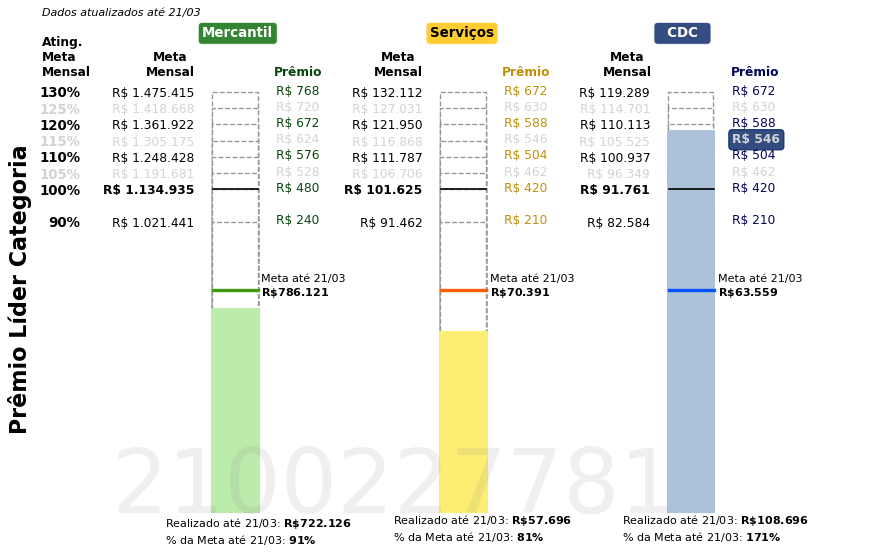 Dados atualizados até 21/03
Mercantil Serviços CDC
Ating. Meta Mensal Meta Mensal Prêmio Meta Mensal Prêmio Meta Mensal Prêmio
130% R$ 1.475.415 R$ 768 R$ 132.112 R$ 672 R$ 119.289 R$ 672
125% R$ 1.418.668 R$ 720 R$ 127.031 R$ 630 R$ 114.701 R$ 630
120% R$ 1.361.922 R$ 672 R$ 121.950 R$ 588 R$ 110.113 R$ 588
115% R$ 1.305.175 R$ 624 R$ 116.868 R$ 546 R$ 105.525 R$ 546
110% R$ 1.248.428 R$ 576 R$ 111.787 R$ 504 R$ 100.937 R$ 504
105% R$ 1.191.681 R$ 528 R$ 106.706 R$ 462 R$ 96.349 R$ 462
100% R$ 1.134.935 R$ 480 R$ 101.625 R$ 420 R$ 91.761 R$ 420
90% R$ 1.021.441 R$ 240 R$ 91.462 R$ 210 R$ 82.584 R$ 210
Meta até 21/03 Meta até 21/03 Meta até 21/03
R$786.121 R$70.391 R$63.559
Prêmio Líder Categoria
2100227781
Realizado até 21/03: R$722.126 Realizado até 21/03: R$57.696 Realizado até 21/03: R$108.696
% da Meta até 21/03: 91% % da Meta até 21/03: 81% % da Meta até 21/03: 171%